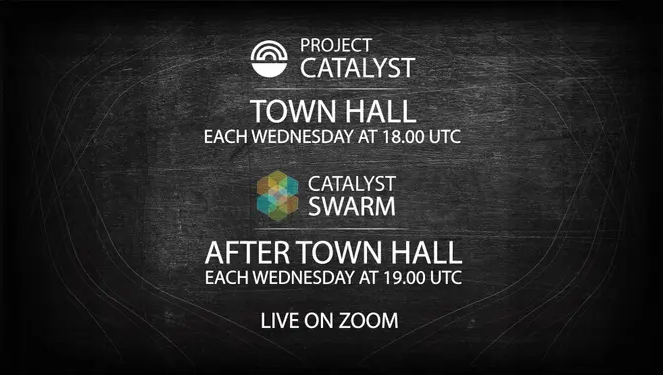 PROJECT
CATALYST
TOWN HALL
EACH WEDNESDAY AT 18.00 UTC
CATALYST
SWARM
AFTER TOWN HALL
EACH WEDNESDAY AT 19.00 UTC
LIVE ON ZOOM